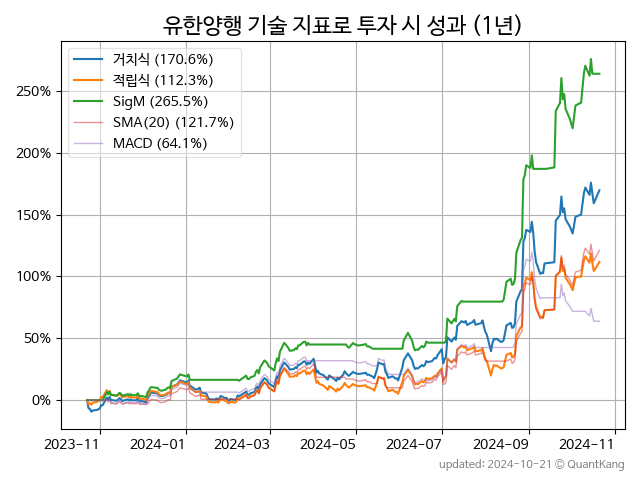 유한양행 기술 지표로 투자 시 성과 (1년)
거치식 (170.6%)
적립식 (112.3%)
SigM (265.5%)
SMA(20) (121.7%)
MACD (64.1%)
250%
200%
150%
100%
50%
0%
2023-11 2024-01 2024-03 2024-05 2024-07 2024-09 2024-11
updated: 2024-10-21 © QuantKang